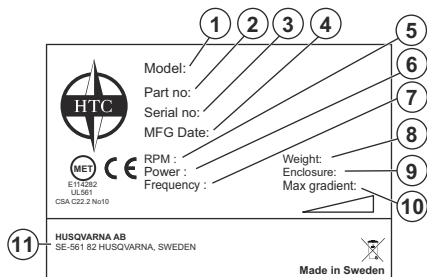 1
2
3
4
5
6
7
8
9
10
11
HTC
Model:
Part no:
Serial no:
MFG Date:
RPM :
Power :
Frequency :
Weight:
Enclosure:
Max gradient:
MET
CE
E114282
UL561
CSA C22.2 No10
HUSQVARNA AB
SE-561 82 HUSQVARNA, SWEDEN
Made in Sweden